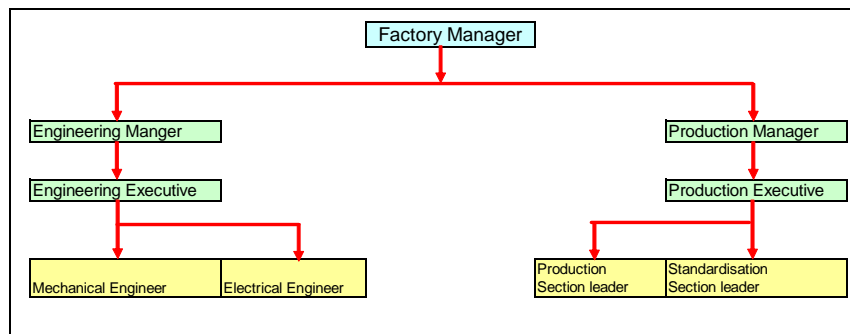 Factory Manager
Engineering Manger
Production Manager
Engineering Executive
Production Executive
Mechanical Engineer
Electrical Engineer
Production
Section leader
Standardisation
Section leader